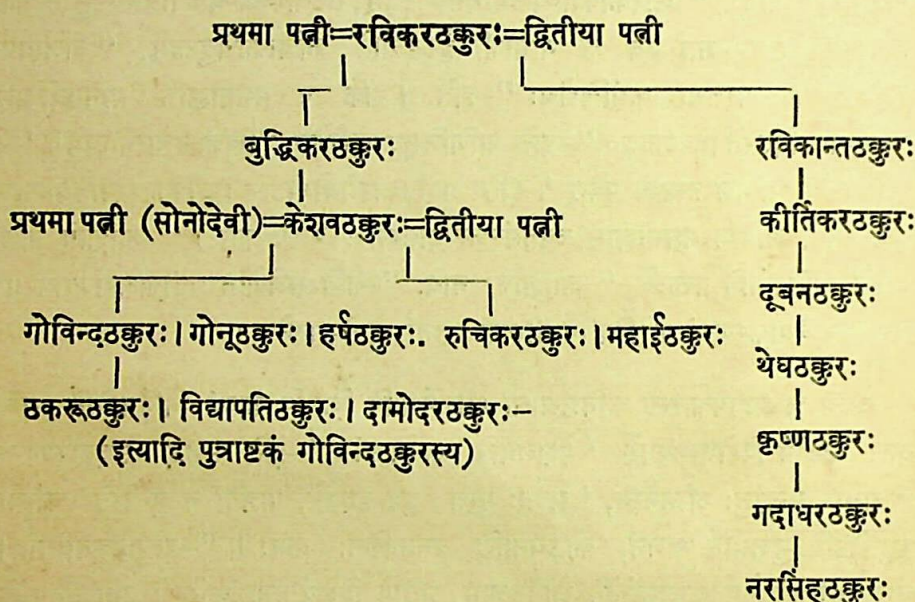 प्रथमा पत्नी=रविकरठक्कुरः=द्वितीया पत्नी
बुद्धिकरठक्कुरः रविकान्तठक्कुरः
प्रथमा पत्नी (सोनोदेवी)=केशवठक्कुरः=द्वितीया पत्नी कीर्तिकरठक्कुरः
दूबनठक्कुरः
गोविन्दठक्कुरः।गोनूठक्कुरः।हर्षठक्कुरः. रुचिकरठक्कुरः।महाईठक्कुरः
थेघठक्कुरः
ठकरूठक्कुरः। विद्यापतिठक्कुरः। दामोदरठक्कुरः–
(इत्यादि पुत्राष्टकं गोविन्दठक्कुरस्य) कृष्णठक्कुरः
गदाधरठक्कुरः
नरसिंहठक्कुरः